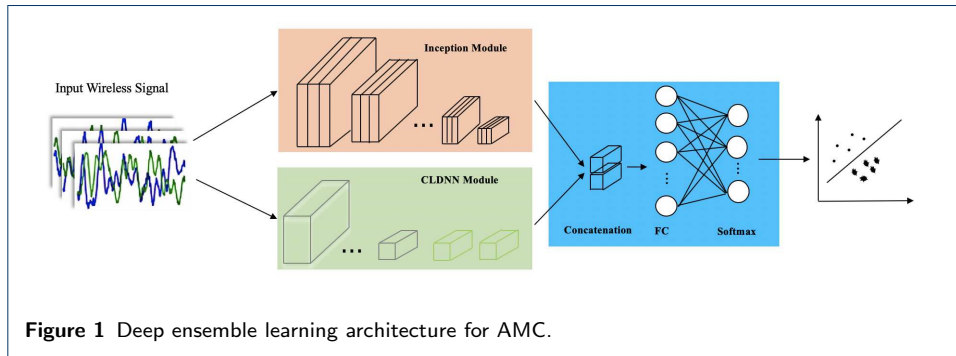 Inception Module
Input Wireless Signal
CLDNN Module
Concatenation
FC
Softmax
Figure 1 Deep ensemble learning architecture for AMC.